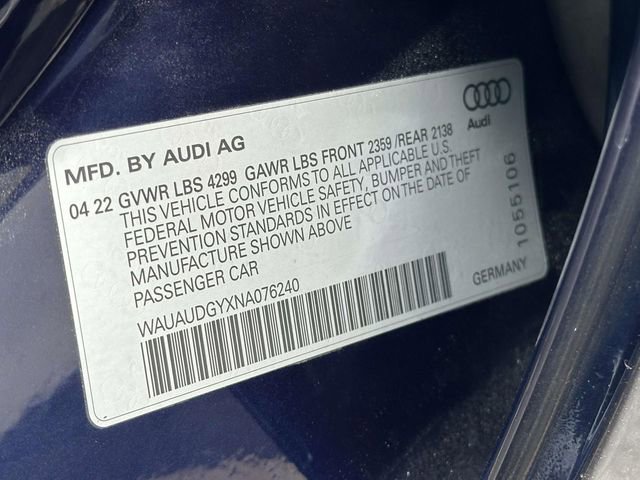 MFD. BY AUDI AG
Audi
04 22 GVWR LBS 4299 GAWR LBS FRONT 2359 /REAR 2138
THIS VEHICLE CONFORMS TO ALL APPLICABLE U.S.
FEDERAL MOTOR VEHICLE SAFETY, BUMPER AND THEFT
PREVENTION STANDARDS IN EFFECT ON THE DATE OF
MANUFACTURE SHOWN ABOVE
PASSENGER CAR
WAUAUDGYXNA076240
GERMANY
1055106